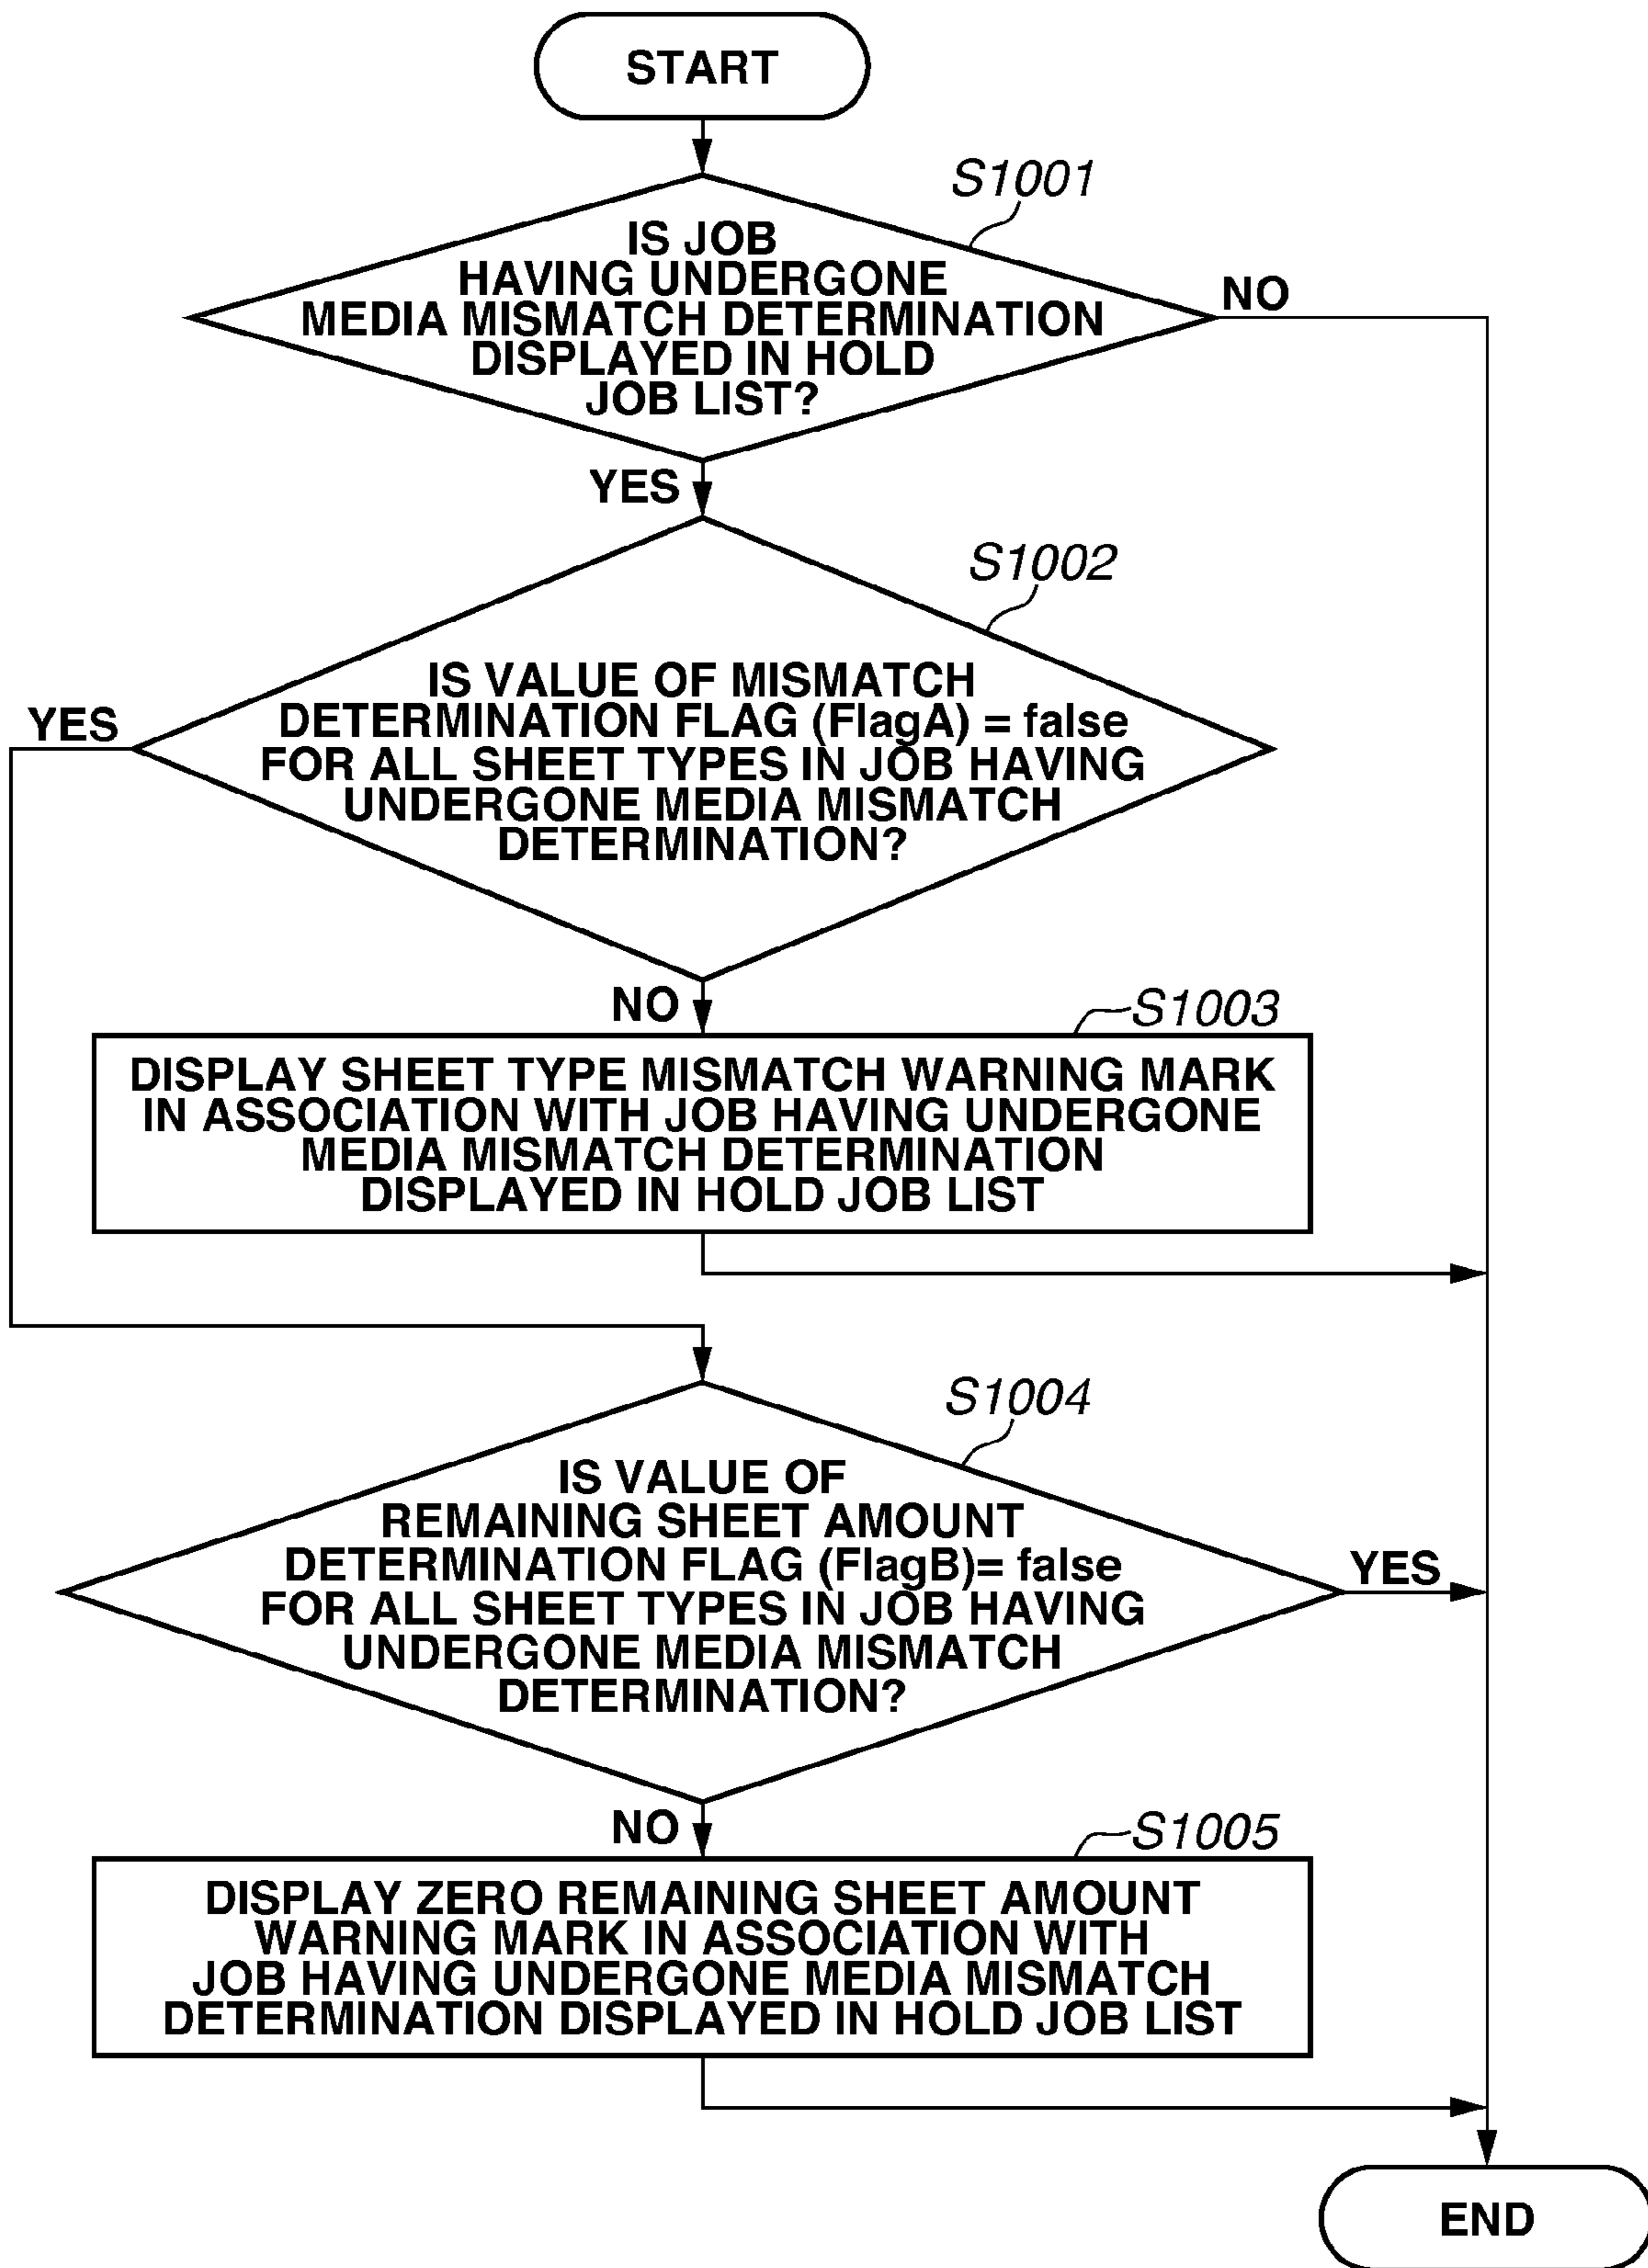 START
S1001
IS JOB
HAVING UNDERGONE
MEDIA MISMATCH DETERMINATION
DISPLAYED IN HOLD
JOB LIST?
NO
YES
S1002
IS VALUE OF MISMATCH
DETERMINATION FLAG (FlagA) = false
FOR ALL SHEET TYPES IN JOB HAVING
UNDERGONE MEDIA MISMATCH
DETERMINATION?
YES
NO
S1003
DISPLAY SHEET TYPE MISMATCH WARNING MARK
IN ASSOCIATION WITH JOB HAVING UNDERGONE
MEDIA MISMATCH DETERMINATION
DISPLAYED IN HOLD JOB LIST
S1004
IS VALUE OF
REMAINING SHEET AMOUNT
DETERMINATION FLAG (FlagB)= false
FOR ALL SHEET TYPES IN JOB HAVING
UNDERGONE MEDIA MISMATCH
DETERMINATION?
YES
NO
S1005
DISPLAY ZERO REMAINING SHEET AMOUNT
WARNING MARK IN ASSOCIATION WITH
JOB HAVING UNDERGONE MEDIA MISMATCH
DETERMINATION DISPLAYED IN HOLD JOB LIST
END